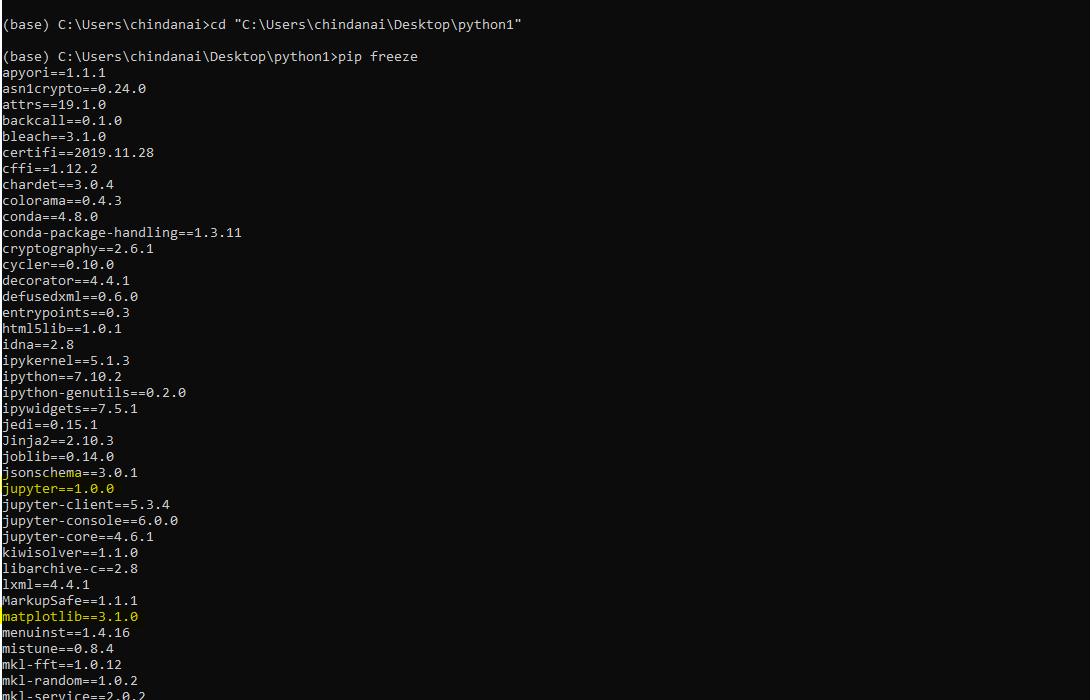 (base) C:\Users\chindanai>cd "C:\Users\chindanai\Desktop\python1"
(base) C:\Users\chindanai\Desktop\python1>pip freeze
apyori==1.1.1
asn1crypto==0.24.0
attrs==19.1.0
backcall==0.1.0
bleach==3.1.0
certifi==2019.11.28
cffi==1.12.2
chardet==3.0.4
colorama==0.4.3
conda==4.8.0
conda-package-handling==1.3.11
cryptography==2.6.1
cycler==0.10.0
decorator==4.4.1
defusedxml==0.6.0
entrypoints==0.3
html5lib==1.0.1
idna==2.8
ipykernel==5.1.3
ipython==7.10.2
ipython-genutils==0.2.0
ipywidgets==7.5.1
jedi==0.15.1
Jinja2==2.10.3
joblib==0.14.0
jsonschema==3.0.1
jupyter==1.0.0
jupyter-client==5.3.4
jupyter-console==6.0.0
jupyter-core==4.6.1
kiwisolver==1.1.0
libarchive-c==2.8
lxml==4.4.1
MarkupSafe==1.1.1
matplotlib==3.1.0
menuinst==1.4.16
mistune==0.8.4
mkl-fft==1.0.12
mkl-random==1.0.2
mkl-service==2.0.2